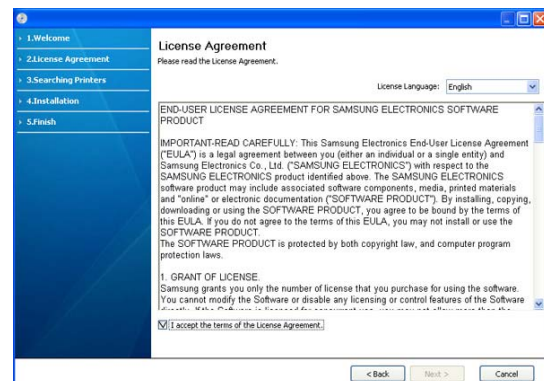 1.Welcome
2.License Agreement
3.Searching Printers
4.Installation
5.Finish
License Agreement
Please read the License Agreement.
License Language: English
END-USER LICENSE AGREEMENT FOR SAMSUNG ELECTRONICS SOFTWARE
PRODUCT
IMPORTANT-READ CAREFULLY: This Samsung Electronics End-User License Agreement
("EULA") is a legal agreement between you (either an individual or a single entity) and
Samsung Electronics Co., Ltd. ("SAMSUNG ELECTRONICS") with respect to the
SAMSUNG ELECTRONICS product identified above. The SAMSUNG ELECTRONICS
software product may include associated software components, media, printed materials
and "online" or electronic documentation ("SOFTWARE PRODUCT"). By installing, copying,
downloading or using the SOFTWARE PRODUCT, you agree to be bound by the terms of
this EULA. If you do not agree to the terms of this EULA, you may not install or use the
SOFTWARE PRODUCT.
The SOFTWARE PRODUCT is protected by both copyright law, and computer program
protection laws.
1. GRANT OF LICENSE.
Samsung grants you only the number of license that you purchase for using the software.
You cannot modify the Software or disable any licensing or control features of the Software
I accept the terms of the License Agreement.
< Back
Next >
Cancel